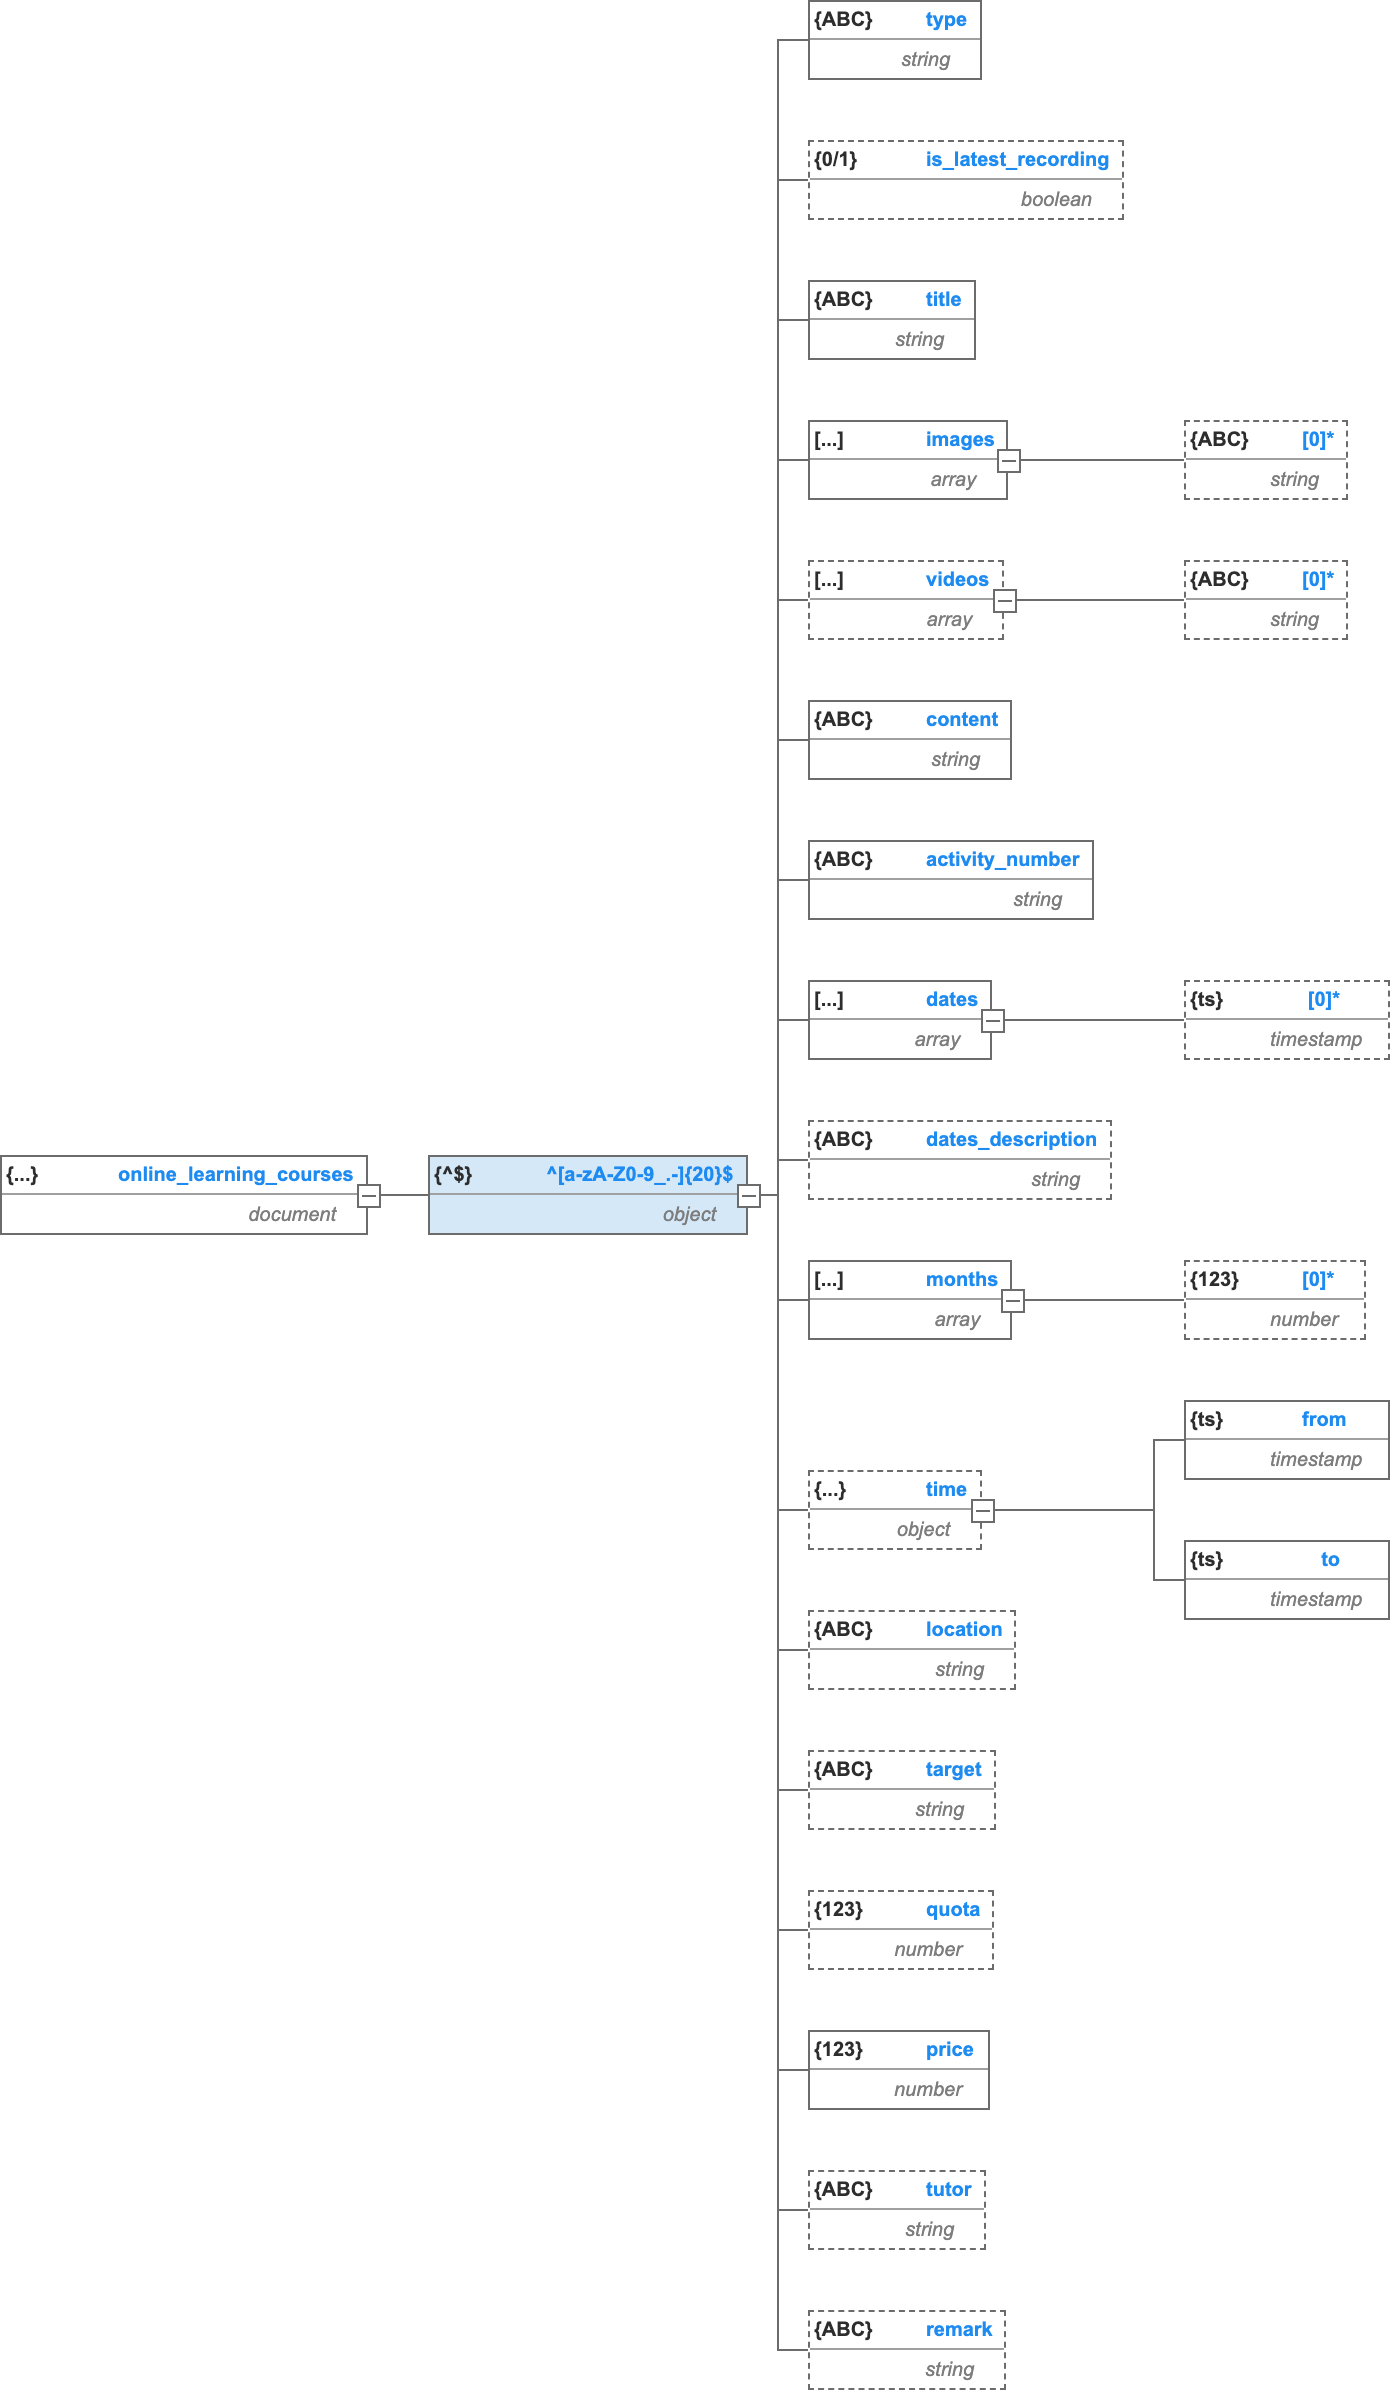 {ABC} type
string
{0/1} is_latest_recording
boolean
{ABC} title
string
[...] images
array
{ABC} [0]*
string
[...] videos
array
{ABC} [0]*
string
{ABC} content
string
{ABC} activity_number
string
[...] dates
array
{ts} [0]*
timestamp
{ABC} dates_description
string
{...} online_learning_courses
document
{^$} ^[a-zA-Z0-9_.-]{20}$
object
[...] months
array
{123} [0]*
number
{...} time
object
{ts} from
timestamp
{ts} to
timestamp
{ABC} location
string
{ABC} target
string
{123} quota
number
{123} price
number
{ABC} tutor
string
{ABC} remark
string